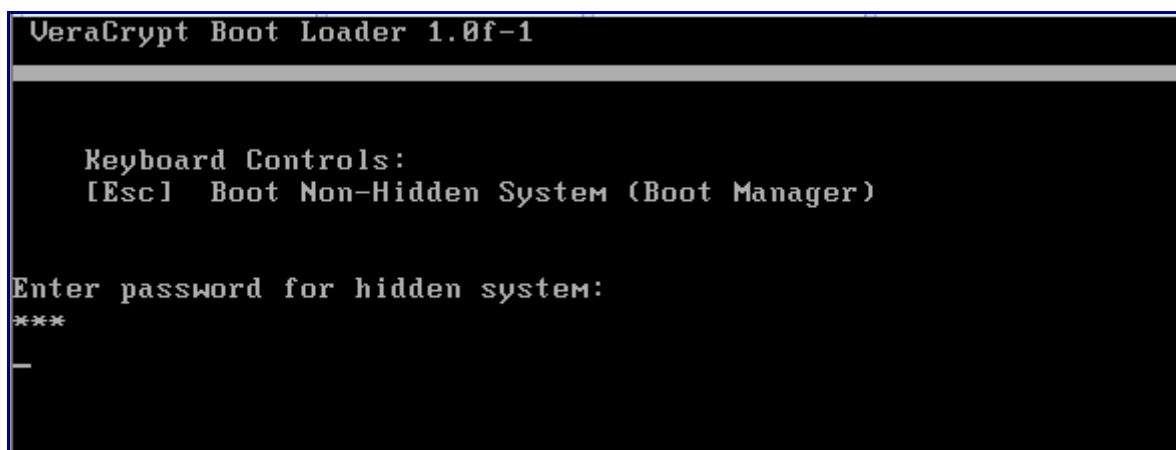 VeraCrypt Boot Loader 1.0f-1
Keyboard Controls:
[Esc] Boot Non-Hidden System (Boot Manager)
Enter password for hidden system:
***
_